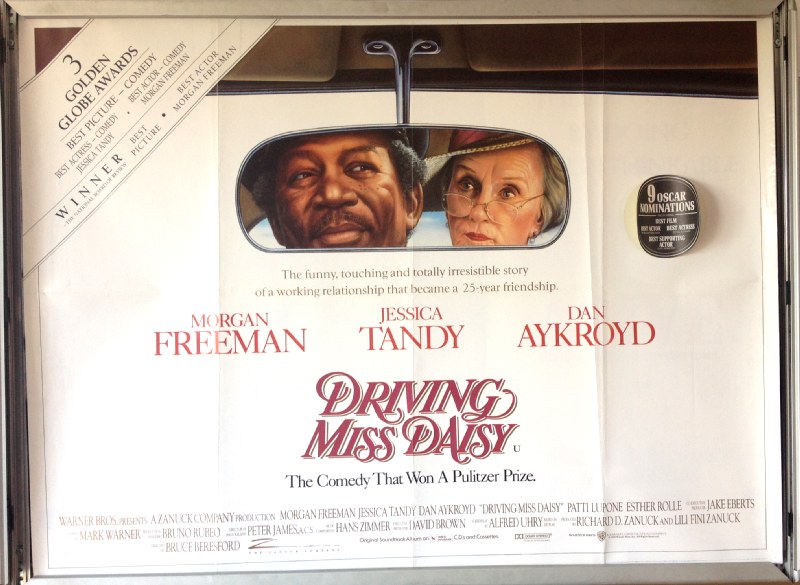 3
GOLDEN
GLOBE AWARDS
BEST PICTURE – COMEDY
BEST ACTRESS – COMEDY
JESSICA TANDY
BEST ACTOR – COMEDY
MORGAN FREEMAN
WINNER
BEST
PICTURE
BEST ACTOR
MORGAN FREEMAN
9 OSCAR
NOMINATIONS
BEST FILM
BEST ACTOR BEST ACTRESS
BEST SUPPORTING
ACTOR
The funny, touching and totally irresistible story
of a working relationship that became a 25-year friendship.
MORGAN
FREEMAN
JESSICA
TANDY
DAN
AYKROYD
DRIVING
MISS DAISY
U
The Comedy That Won A Pulitzer Prize.
WARNER BROS. PRESENTS A ZANUCK COMPANY PRODUCTION MORGAN FREEMAN JESSICA TANDY DAN AYKROYD "DRIVING MISS DAISY" PATTI LUPONE ESTHER ROLLE JAKE EBERTS
MARK WARNER BRUNO RUBEO PETER JAMES, A.C.S. HANS ZIMMER DAVID BROWN ALFRED UHRY RICHARD D. ZANUCK AND LILI FINI ZANUCK
BRUCE BERESFORD
THE ZANUCK COMPANY
Original Soundtrack Album on C.D.s and Cassettes.